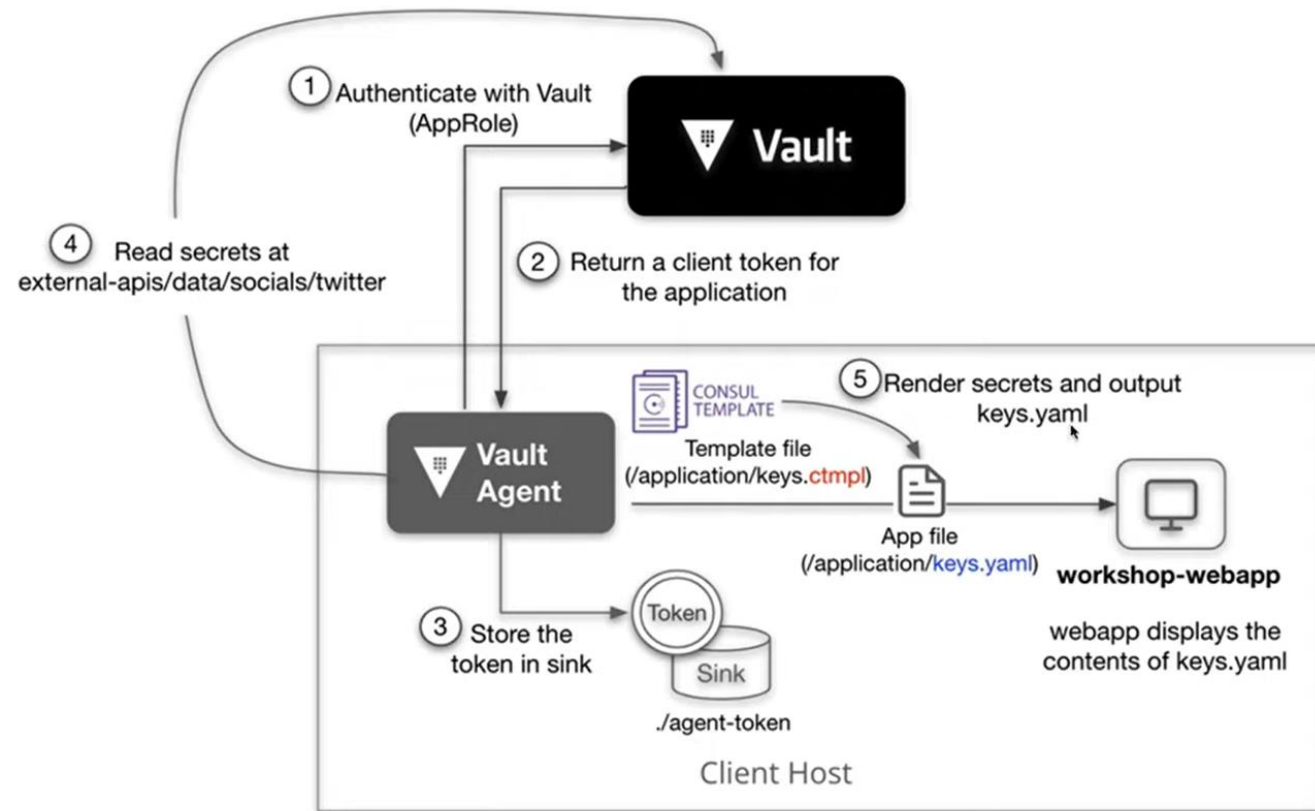 1
Authenticate with Vault
(AppRole)
Vault
4
Read secrets at
external-apis/data/socials/twitter
2
Return a client token for
the application
CONSUL
TEMPLATE
Template file
(/application/keys.ctmpl)
5
Render secrets and output
keys.yaml
Vault
Agent
App file
(/application/keys.yaml)
workshop-webapp
webapp displays the
contents of keys.yaml
3
Store the
token in sink
Token
Sink
./agent-token
Client Host